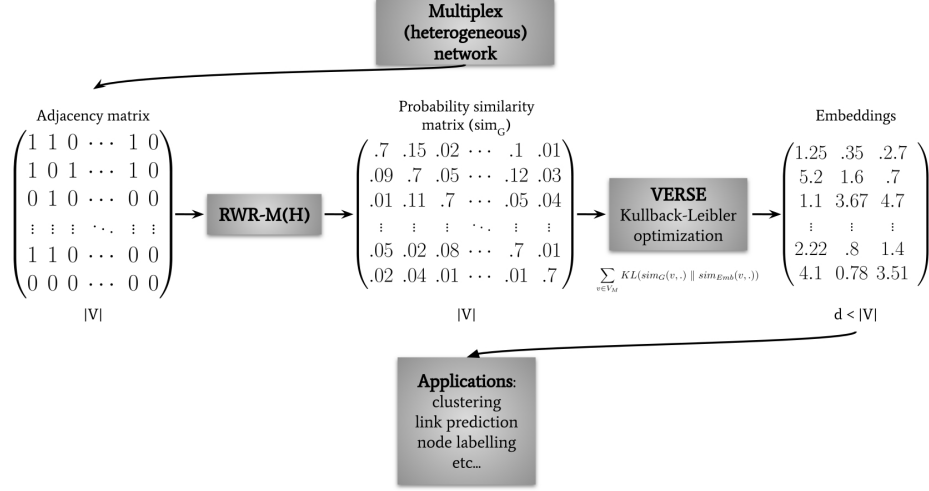 Multiplex
(heterogeneous)
network
Adjacency matrix
1 1 0 ⋯ 1 0
1 0 1 ⋯ 1 0
0 1 0 ⋯ 0 0
⋮ ⋮ ⋮ ⋱ ⋮ ⋮
1 1 0 ⋯ 0 0
0 0 0 ⋯ 0 0
|V|
RWR-M(H)
Probability similarity
matrix (sim_G)
.7 .15 .02 ⋯ .1 .01
.09 .7 .05 ⋯ .12 .03
.01 .11 .7 ⋯ .05 .04
⋮ ⋮ ⋮ ⋱ ⋮ ⋮
.05 .02 .08 ⋯ .7 .01
.02 .04 .01 ⋯ .01 .7
|V|
VERSE
Kullback-Leibler
optimization
∑_{v∈V_M} KL(sim_G(v,.) ∥ sim_Emb(v,.))
Embeddings
1.25 .35 .2.7
5.2 1.6 .7
1.1 3.67 4.7
⋮ ⋮ ⋮
2.22 .8 1.4
4.1 0.78 3.51
d < |V|
Applications:
clustering
link prediction
node labelling
etc...